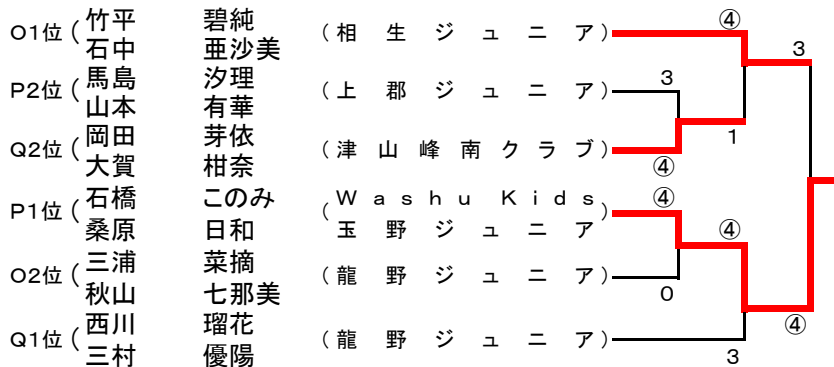 O1位 ( 竹平 碧純
石中 亜沙美 ( 相生ジュニア ) ④ 3
P2位 ( 馬島 汐理
山本 有華 ( 上郡ジュニア ) 3
1
Q2位 ( 岡田 芽依
大賀 柑奈 ( 津山峰南クラブ ) ④
P1位 ( 石橋 このみ ( Washu Kids ④
桑原 日和 玉野ジュニア ) ④
O2位 ( 三浦 菜摘
秋山 七那美 ( 龍野ジュニア ) 0
④
Q1位 ( 西川 瑠花
三村 優陽 ( 龍野ジュニア ) 3